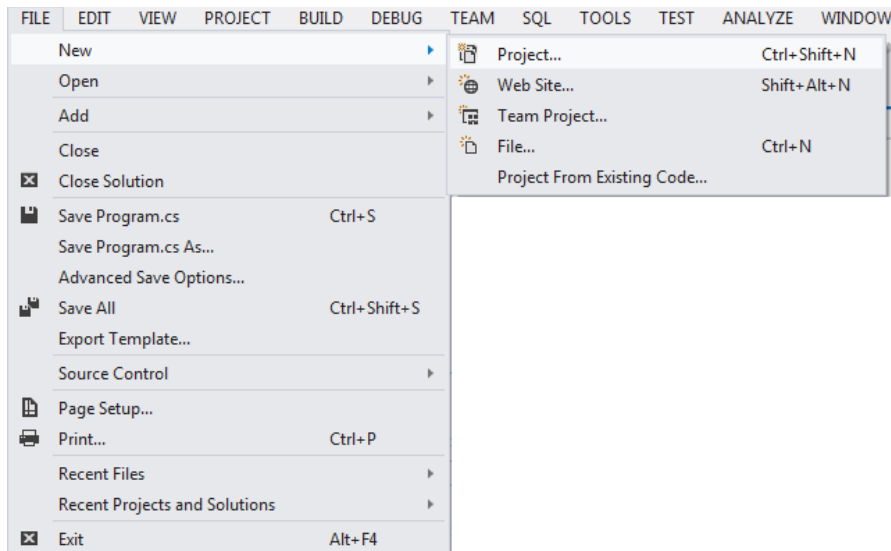 FILE EDIT VIEW PROJECT BUILD DEBUG TEAM SQL TOOLS TEST ANALYZE WINDOW
New
Open
Add
Close
Close Solution
Save Program.cs Ctrl+S
Save Program.cs As...
Advanced Save Options...
Save All Ctrl+Shift+S
Export Template...
Source Control
Page Setup...
Print... Ctrl+P
Recent Files
Recent Projects and Solutions
Exit Alt+F4
Project... Ctrl+Shift+N
Web Site... Shift+Alt+N
Team Project...
File... Ctrl+N
Project From Existing Code...